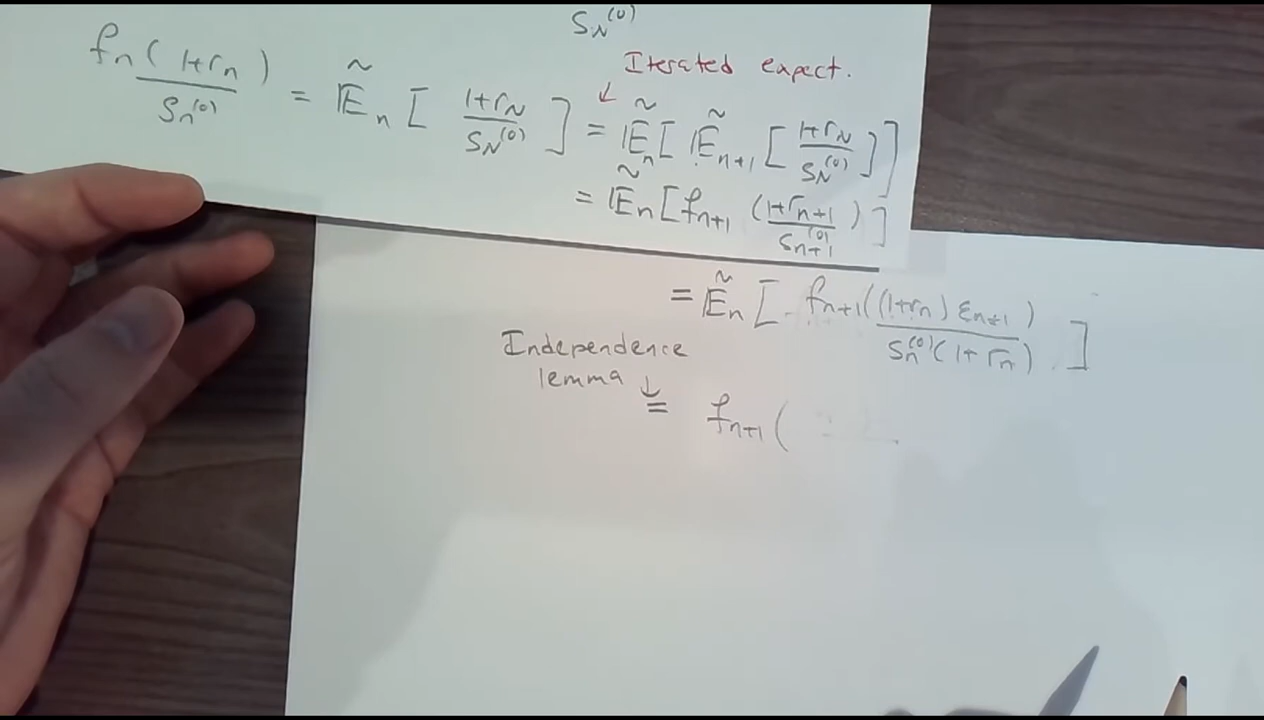 S_N^(0)
Iterated expect.
f_n(1+r_n)/S_n^(0) = Ẽ_n[(1+r_N)/S_N^(0)] = Ẽ_n[Ẽ_{n+1}[(1+r_N)/S_N^(0)]]
= Ẽ_n[f_{n+1}(1+r_{n+1})/S_{n+1}^(0)]
= Ẽ_n[f_{n+1}((1+r_n)ε_{n+1})/S_n^(0)(1+r_n)]
Independence
lemma ↓
= f_{n+1}(